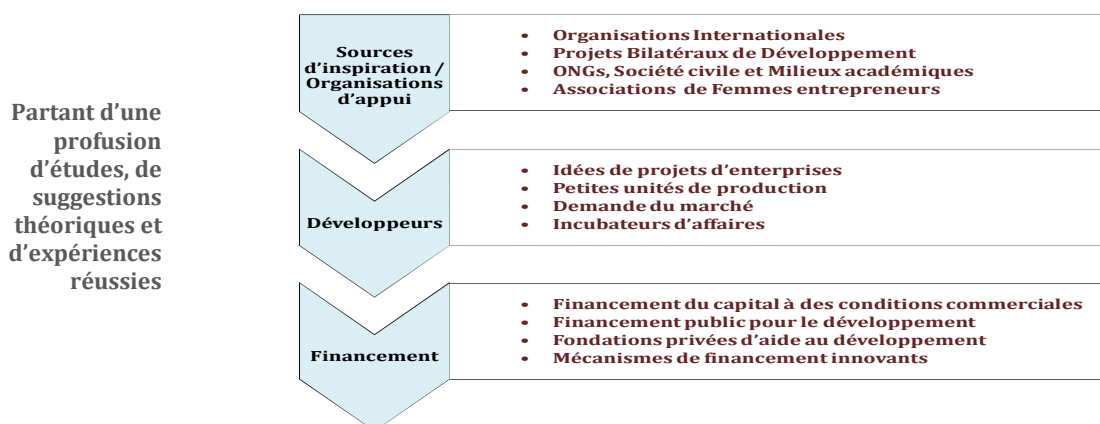 Partant d'une
profusion
d'études, de
suggestions
théoriques et
d'expériences
réussies
Sources
d'inspiration /
Organisations
d'appui
• Organisations Internationales
• Projets Bilatéraux de Développement
• ONGs, Société civile et Milieux académiques
• Associations de Femmes entrepreneurs
Développeurs
• Idées de projets d'enterprises
• Petites unités de production
• Demande du marché
• Incubateurs d'affaires
Financement
• Financement du capital à des conditions commerciales
• Financement public pour le développement
• Fondations privées d'aide au développement
• Mécanismes de financement innovants